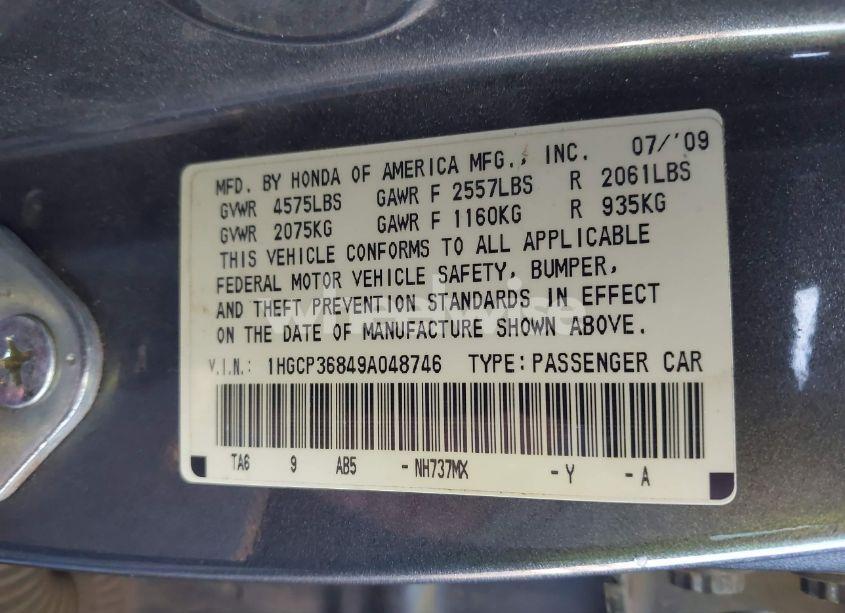 MFD. BY HONDA OF AMERICA MFG., INC. 07/'09
GVWR 4575LBS GAWR F 2557LBS R 2061LBS
GVWR 2075KG GAWR F 1160KG R 935KG
THIS VEHICLE CONFORMS TO ALL APPLICABLE
FEDERAL MOTOR VEHICLE SAFETY, BUMPER,
AND THEFT PREVENTION STANDARDS IN EFFECT
wheelwise
ON THE DATE OF MANUFACTURE SHOWN ABOVE.
V.I.N.: 1HGCP36849A048746 TYPE: PASSENGER CAR
TA6 9 AB5 - NH737MX - Y - A